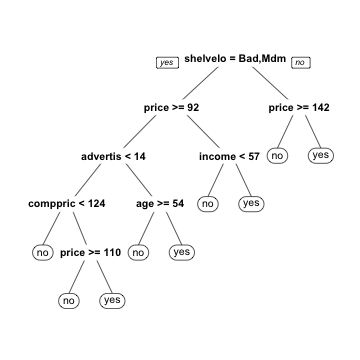 yes shelvelo = Bad,Mdm no
price >= 92 price >= 142
advertis < 14 income < 57 no yes
comppric < 124 age >= 54 no yes
no price >= 110 no yes
no yes